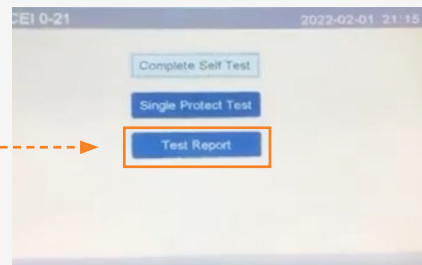 CEI 0-21 2022-02-01 21:15
Complete Self Test
Single Protect Test
Test Report